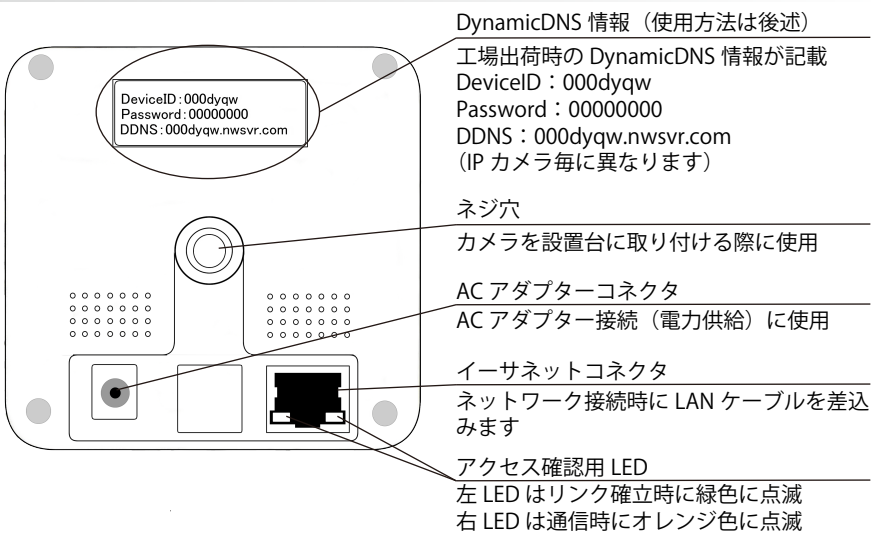 DynamicDNS 情報（使用方法は後述）
工場出荷時の DynamicDNS 情報が記載
DeviceID：000dyqw
Password：00000000
DDNS：000dyqw.nwsvr.com
（IP カメラ毎に異なります）
DeviceID：000dyqw
Password：00000000
DDNS：000dyqw.nwsvr.com
ネジ穴
カメラを設置台に取り付ける際に使用
AC アダプターコネクタ
AC アダプター接続（電力供給）に使用
イーサネットコネクタ
ネットワーク接続時に LAN ケーブルを差込
みます
アクセス確認用 LED
左 LED はリンク確立時に緑色に点滅
右 LED は通信時にオレンジ色に点滅